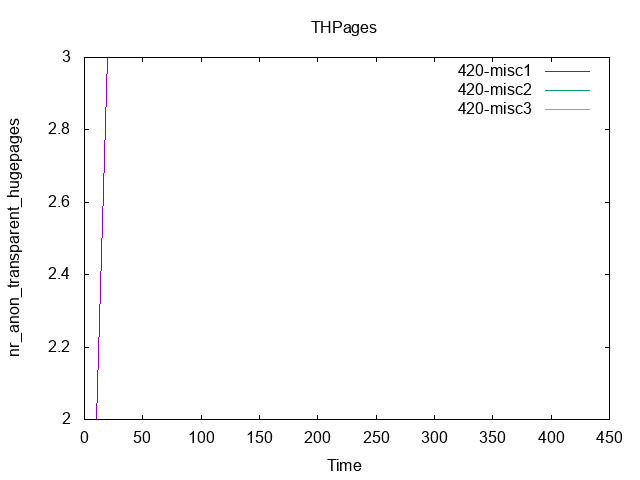 THPages
3
2.8
2.6
2.4
2.2
2
nr_anon_transparent_hugepages
420-misc1
420-misc2
420-misc3
0 50 100 150 200 250 300 350 400 450
Time